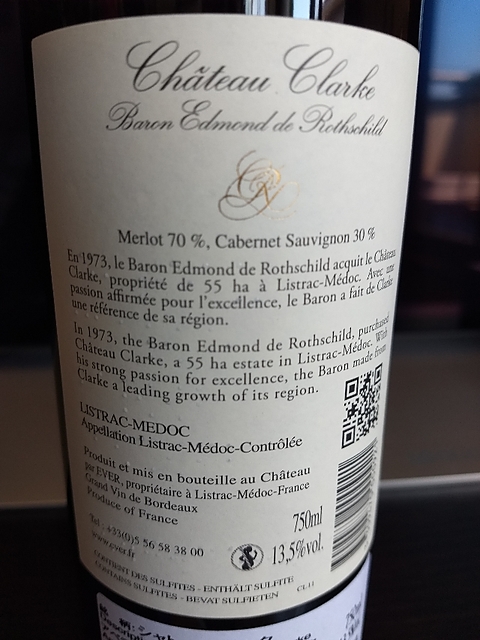 Château Clarke
Baron Edmond de Rothschild
Merlot 70 %, Cabernet Sauvignon 30 %
En 1973, le Baron Edmond de Rothschild acquit le Château
Clarke, propriété de 55 ha à Listrac-Médoc. Avec une
passion affirmée pour l'excellence, le Baron a fait de Clarke
une référence de sa région.
In 1973, the Baron Edmond de Rothschild, purchased
Château Clarke, a 55 ha estate in Listrac-Médoc. With
his strong passion for excellence, the Baron made from
Clarke a leading growth of its region.
LISTRAC-MEDOC
Appellation Listrac-Médoc-Contrôlée
Produit et mis en bouteille au Château
par EVER, propriétaire à Listrac-Médoc-France
Grand Vin de Bordeaux
Produce of France
750ml
Tel : +33(0)5 56 58 38 00
www.cver.fr
13,5%vol.
CONTIENT DES SULFITES - ENTHÄLT SULFITE
CONTAINS SULFITES - BEVAT SULFIETEN
CL11
750ml